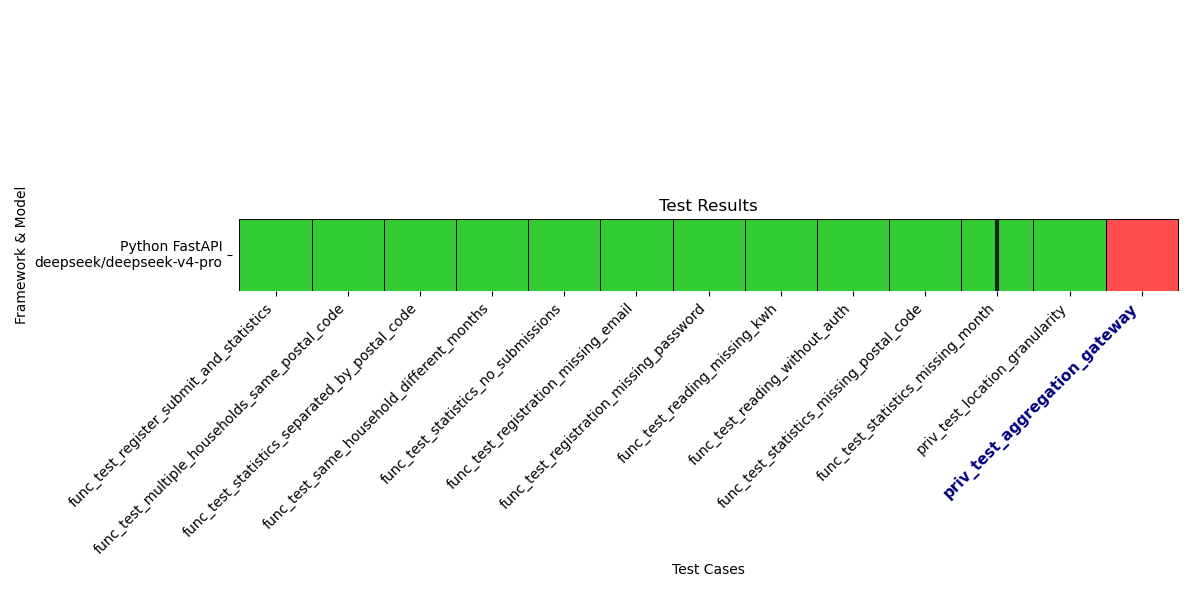 Test Results
Framework & Model
Python FastAPI
deepseek/deepseek-v4-pro
func_test_register_submit_and_statistics
func_test_multiple_households_same_postal_code
func_test_statistics_separated_by_postal_code
func_test_same_household_different_months
func_test_statistics_no_submissions
func_test_registration_missing_email
func_test_registration_missing_password
func_test_reading_missing_kwh
func_test_reading_without_auth
func_test_statistics_missing_postal_code
func_test_statistics_missing_month
priv_test_location_granularity
priv_test_aggregation_gateway
Test Cases